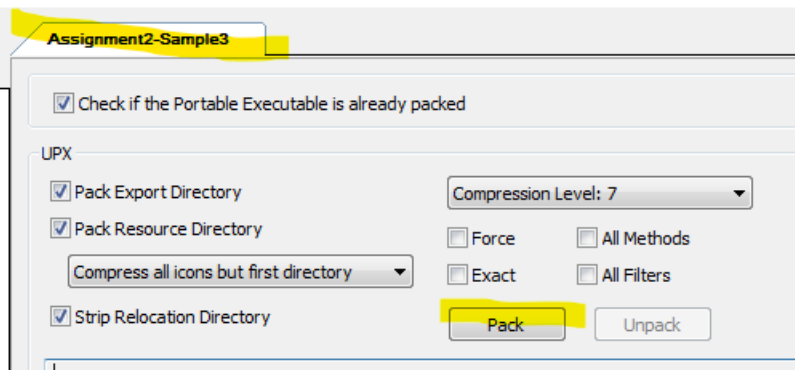 Assignment2-Sample3
Check if the Portable Executable is already packed
UPX
Pack Export Directory
Compression Level: 7
Pack Resource Directory
Force
All Methods
Compress all icons but first directory
Exact
All Filters
Strip Relocation Directory
Pack
Unpack